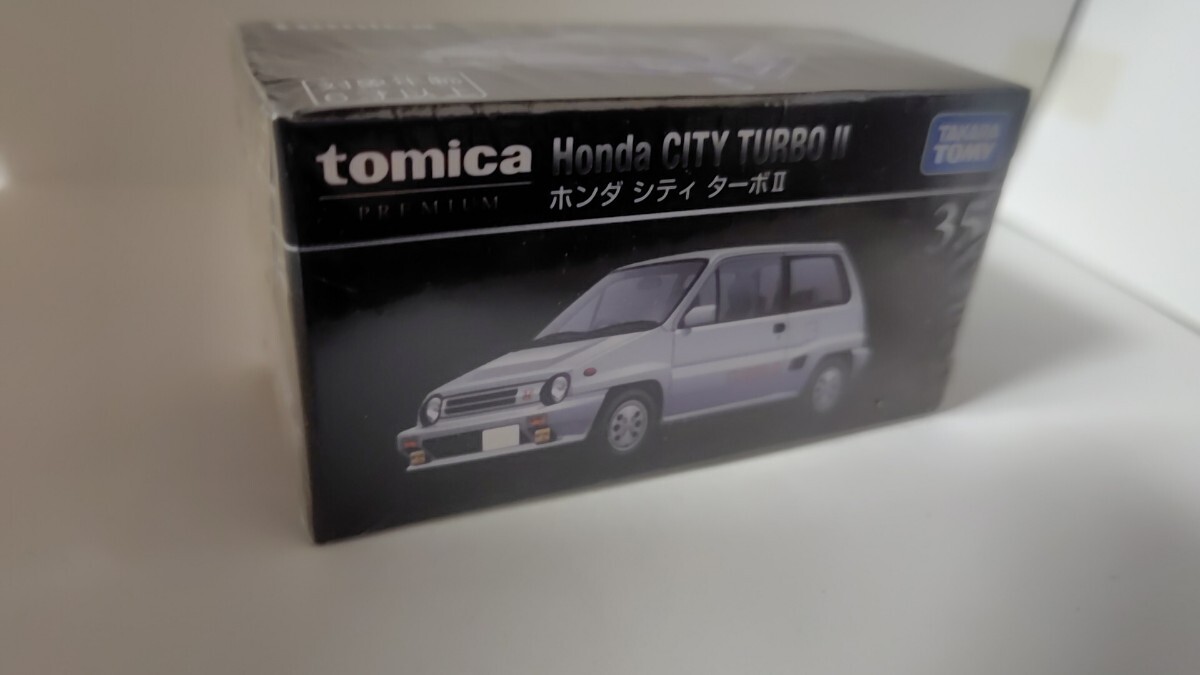 tomica
PREMIUM
Honda CITY TURBO II
ホンダ シティ ターボⅡ
TAKARA
TOMY
35